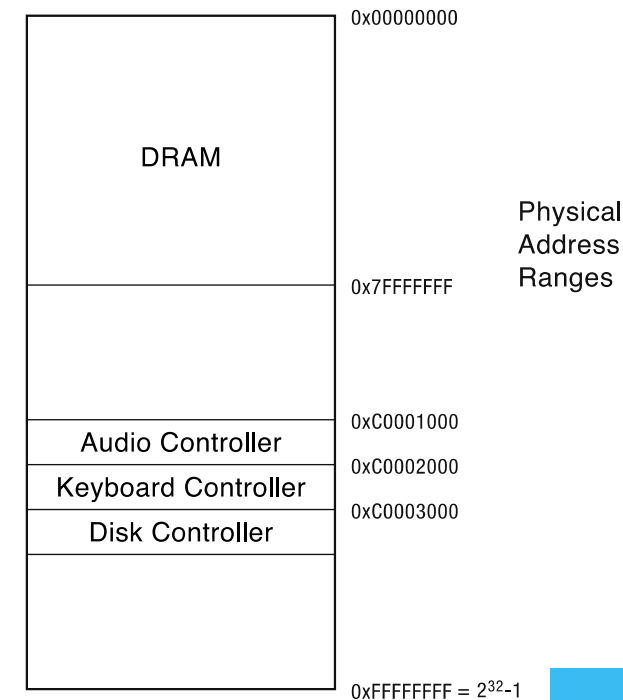 0x00000000
DRAM
Physical
Address
Ranges
0x7FFFFFFF
0xC0001000
Audio Controller
0xC0002000
Keyboard Controller
0xC0003000
Disk Controller
0xFFFFFFFF = 2³²-1